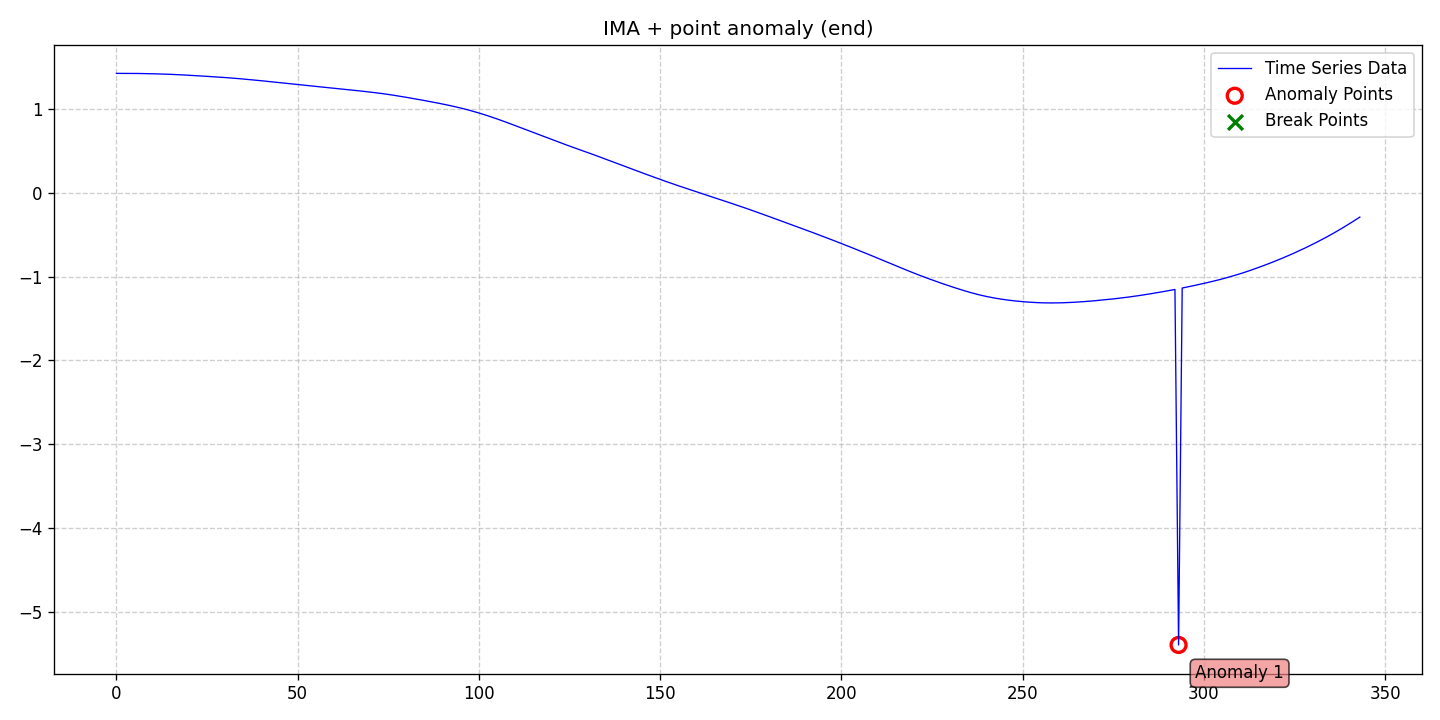 IMA + point anomaly (end)
Time Series Data
Anomaly Points
Break Points
1
0
−1
−2
−3
−4
−5
Anomaly 1
0 50 100 150 200 250 300 350